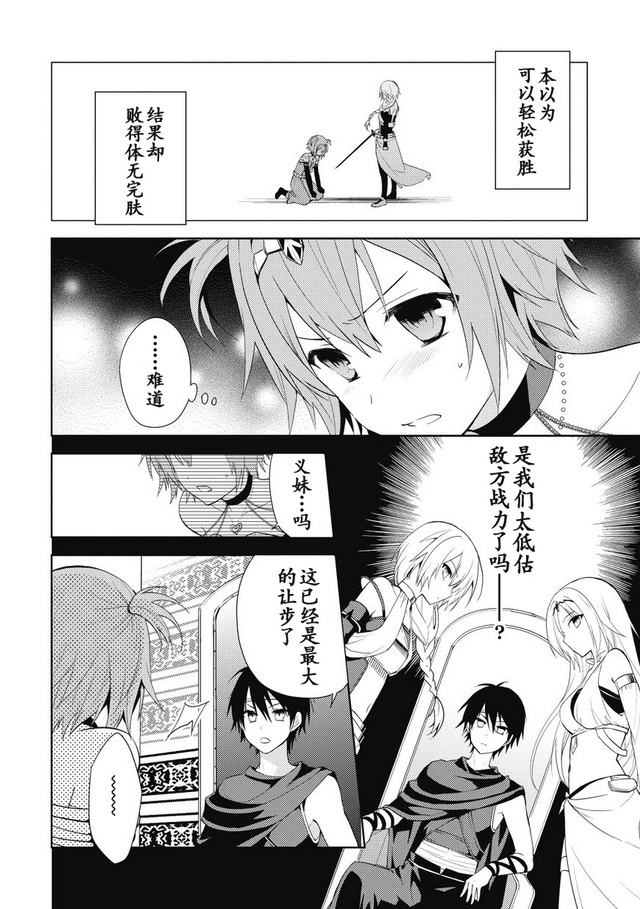 本以为
可以轻松获胜
结果却
败得体无完肤
……难道
是我们太低估
敌方战力了吗——？
义妹…吗
这已经是最大
的让步了